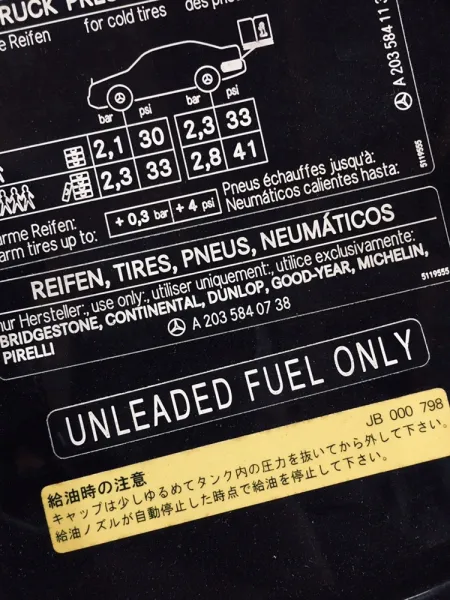 RUCK PRES
e Reifen for cold tires des pne
1
A 203 584 11 3
bar psi bar psi
2,1 30 2,3 33
2,3 33 2,8 41
5119555
arme Reifen: + 0,3 bar + 4 psi Pneus échauffes jusqu'à:
arm tires up to: Neumáticos calientes hasta:
REIFEN, TIRES, PNEUS, NEUMÁTICOS
nur Hersteller:, use only:, utiliser uniquement:, utilice exclusivamente:
BRIDGESTONE, CONTINENTAL, DUNLOP, GOOD-YEAR, MICHELIN,
PIRELLI
5119555
A 203 584 07 38
UNLEADED FUEL ONLY
JB 000 798
給油時の注意
キャップは少しゆるめてタンク内の圧力を抜いてから外して下さい。
給油ノズルが自動停止した時点で給油を停止して下さい。